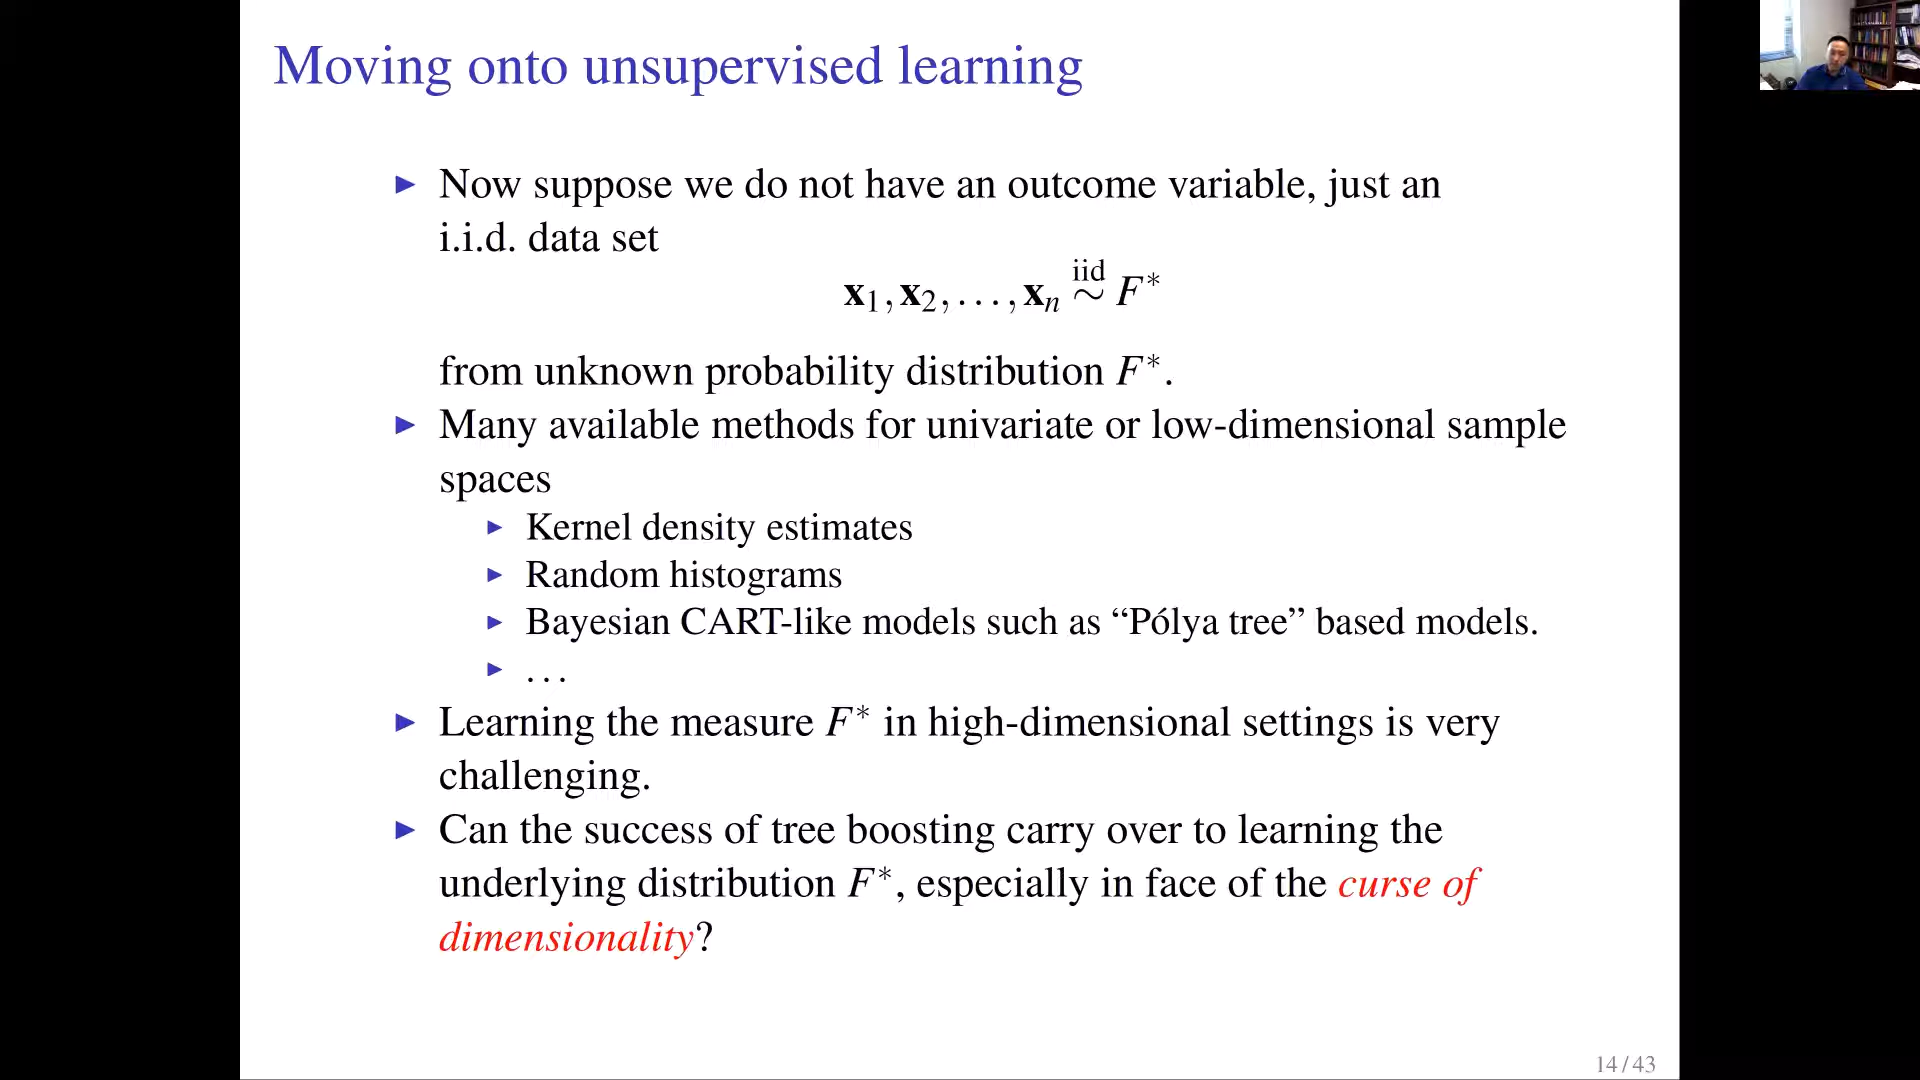 Moving onto unsupervised learning
▶ Now suppose we do not have an outcome variable, just an
i.i.d. data set
x₁, x₂, . . . , xₙ iid ∼ F*
from unknown probability distribution F*.
▶ Many available methods for univariate or low-dimensional sample
spaces
▶ Kernel density estimates
▶ Random histograms
▶ Bayesian CART-like models such as “Pólya tree” based models.
▶ . . .
▶ Learning the measure F* in high-dimensional settings is very
challenging.
▶ Can the success of tree boosting carry over to learning the
underlying distribution F*, especially in face of the curse of
dimensionality?
14 / 43